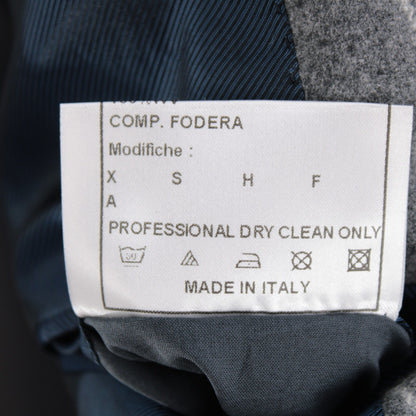 COMP. FODERA
Modifiche :
X S H F
A
PROFESSIONAL DRY CLEAN ONLY
MADE IN ITALY